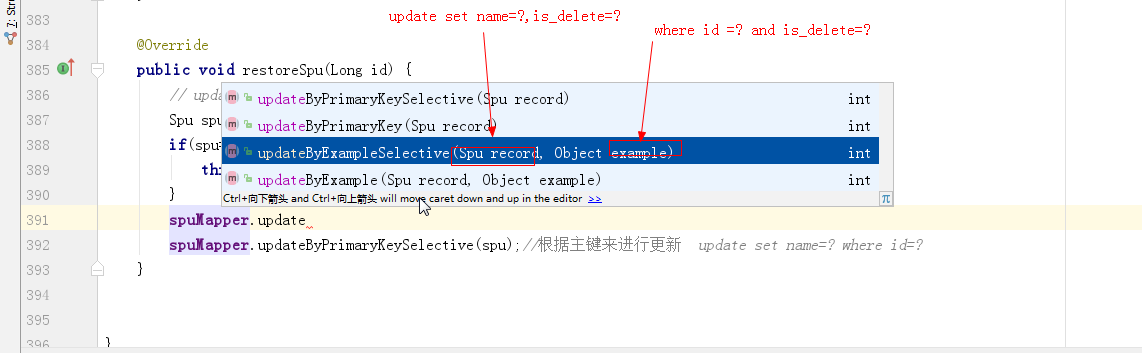 7: Stru
update set name=?,is_delete=?
where id =? and is_delete=?
383
384 @Override
385 public void restoreSpu(Long id) {
386 // upda
387 Spu spu
388 if(spu=
389 th
390 }
391 spuMapper.update
392 spuMapper.updateByPrimaryKeySelective(spu);//根据主键来进行更新 update set name=? where id=?
393 }
394
395
396 }
m updateByPrimaryKeySelective(Spu record) int
m updateByPrimaryKey(Spu record) int
m updateByExampleSelective(Spu record, Object example) int
m updateByExample(Spu record, Object example) int
Ctrl+向下箭头 and Ctrl+向上箭头 will move caret down and up in the editor >> π